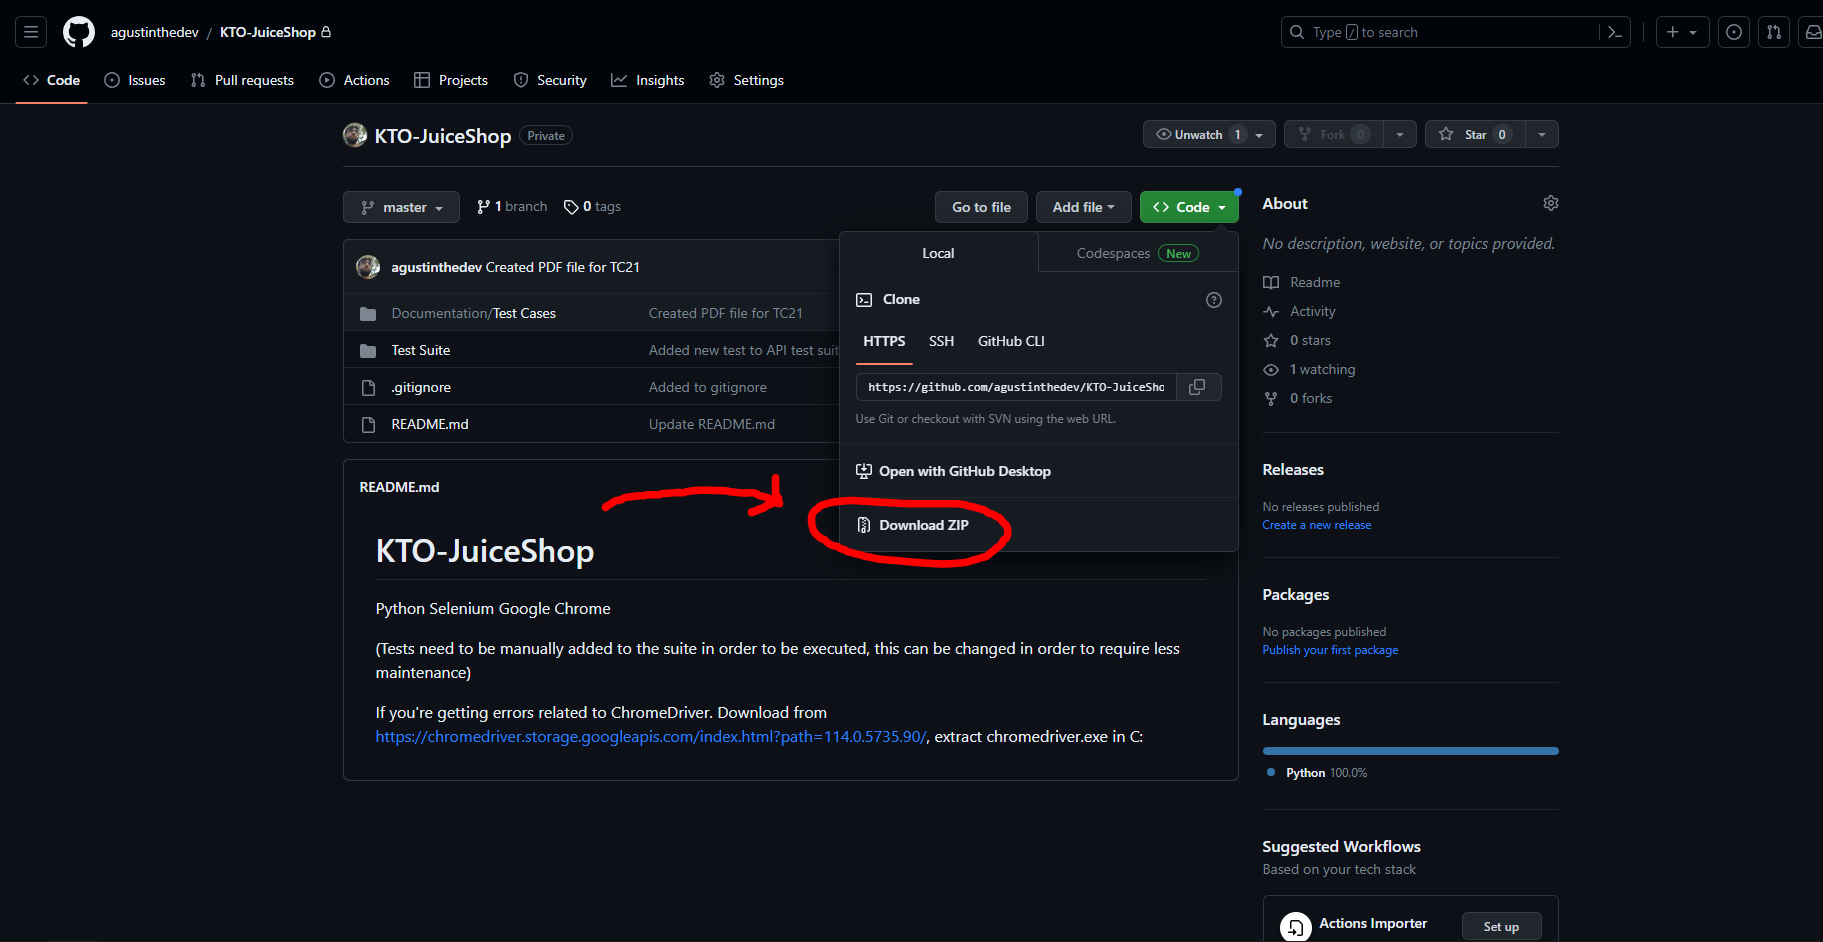 agustinthedev / KTO-JuiceShop
Type / to search
Code Issues Pull requests Actions Projects Security Insights Settings
KTO-JuiceShop Private
Unwatch 1 Fork 0 Star 0
master 1 branch 0 tags
Go to file Add file Code
agustinthedev Created PDF file for TC21
Documentation/Test Cases Created PDF file for TC21
Test Suite Added new test to API test suit
.gitignore Added to gitignore
README.md Update README.md
Local Codespaces New
Clone
HTTPS SSH GitHub CLI
https://github.com/agustinthedev/KTO-JuiceSho
Use Git or checkout with SVN using the web URL.
Open with GitHub Desktop
Download ZIP
README.md
KTO-JuiceShop
Python Selenium Google Chrome
(Tests need to be manually added to the suite in order to be executed, this can be changed in order to require less
maintenance)
If you're getting errors related to ChromeDriver. Download from
https://chromedriver.storage.googleapis.com/index.html?path=114.0.5735.90/, extract chromedriver.exe in C:
About
No description, website, or topics provided.
Readme
Activity
0 stars
1 watching
0 forks
Releases
No releases published
Create a new release
Packages
No packages published
Publish your first package
Languages
Python 100.0%
Suggested Workflows
Based on your tech stack
Actions Importer Set up